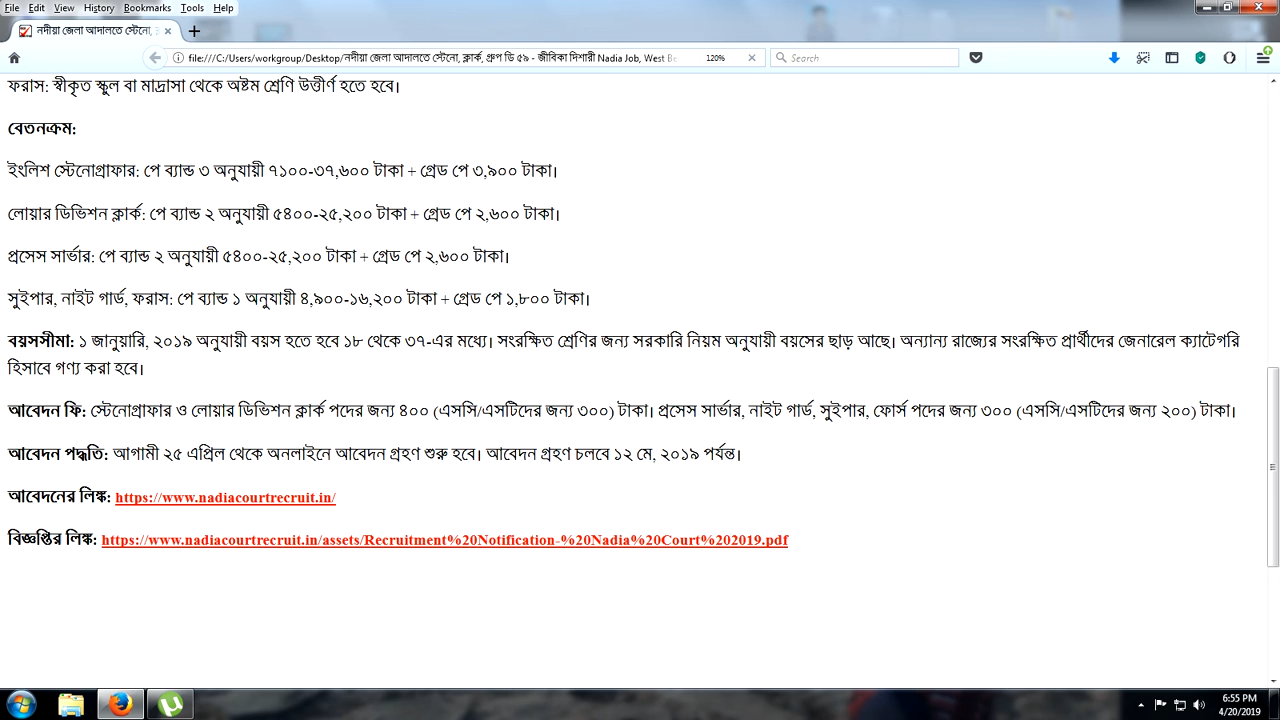 File Edit View History Bookmarks Tools Help
নদীয়া জেলা আদালতে স্টেনো,
file:///C:/Users/workgroup/Desktop/নদীয়া জেলা আদালতে স্টেনো, ক্লার্ক, গ্রুপ ডি ৫৯ - জীবিকা দিশারী Nadia Job, West Be 120% Search
ফরাস: স্বীকৃত স্কুল বা মাদ্রাসা থেকে অষ্টম শ্রেণি উত্তীর্ণ হতে হবে।
বেতনক্রম:
ইংলিশ স্টেনোগ্রাফার: পে ব্যান্ড ৩ অনুযায়ী ৭১০০-৩৭,৬০০ টাকা + গ্রেড পে ৩,৯০০ টাকা।
লোয়ার ডিভিশন ক্লার্ক: পে ব্যান্ড ২ অনুযায়ী ৫৪০০-২৫,২০০ টাকা + গ্রেড পে ২,৬০০ টাকা।
প্রসেস সার্ভার: পে ব্যান্ড ২ অনুযায়ী ৫৪০০-২৫,২০০ টাকা + গ্রেড পে ২,৬০০ টাকা।
সুইপার, নাইট গার্ড, ফরাস: পে ব্যান্ড ১ অনুযায়ী ৪,৯০০-১৬,২০০ টাকা + গ্রেড পে ১,৮০০ টাকা।
বয়সসীমা: ১ জানুয়ারি, ২০১৯ অনুযায়ী বয়স হতে হবে ১৮ থেকে ৩৭-এর মধ্যে। সংরক্ষিত শ্রেণির জন্য সরকারি নিয়ম অনুযায়ী বয়সের ছাড় আছে। অন্যান্য রাজ্যের সংরক্ষিত প্রার্থীদের জেনারেল ক্যাটেগরি
হিসাবে গণ্য করা হবে।
আবেদন ফি: স্টেনোগ্রাফার ও লোয়ার ডিভিশন ক্লার্ক পদের জন্য ৪০০ (এসসি/এসটিদের জন্য ৩০০) টাকা। প্রসেস সার্ভার, নাইট গার্ড, সুইপার, ফোর্স পদের জন্য ৩০০ (এসসি/এসটিদের জন্য ২০০) টাকা।
আবেদন পদ্ধতি: আগামী ২৫ এপ্রিল থেকে অনলাইনে আবেদন গ্রহণ শুরু হবে। আবেদন গ্রহণ চলবে ১২ মে, ২০১৯ পর্যন্ত।
আবেদনের লিঙ্ক: https://www.nadiacourtrecruit.in/
বিজ্ঞপ্তির লিঙ্ক: https://www.nadiacourtrecruit.in/assets/Recruitment%20Notification-%20Nadia%20Court%202019.pdf
6:55 PM
4/20/2019